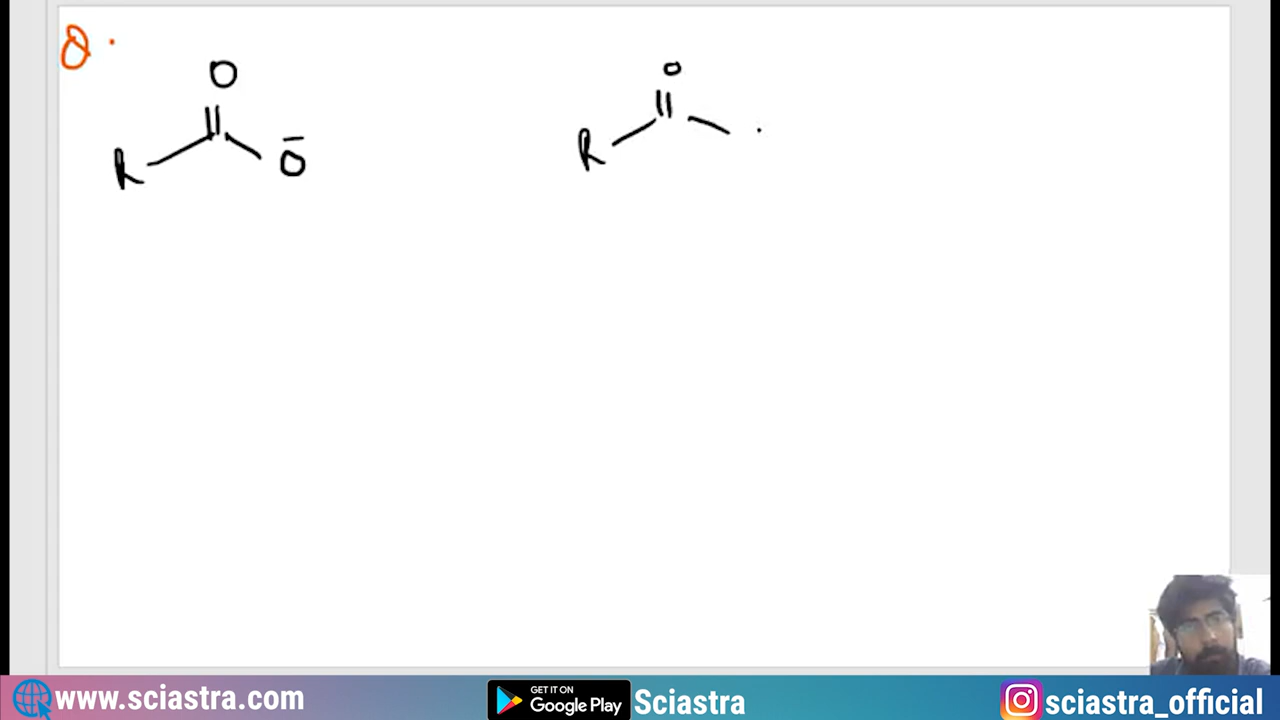 Q.
O
O
R
O
R
www.sciastra.com
GET IT ON
Google Play
Sciastra
sciastra_official